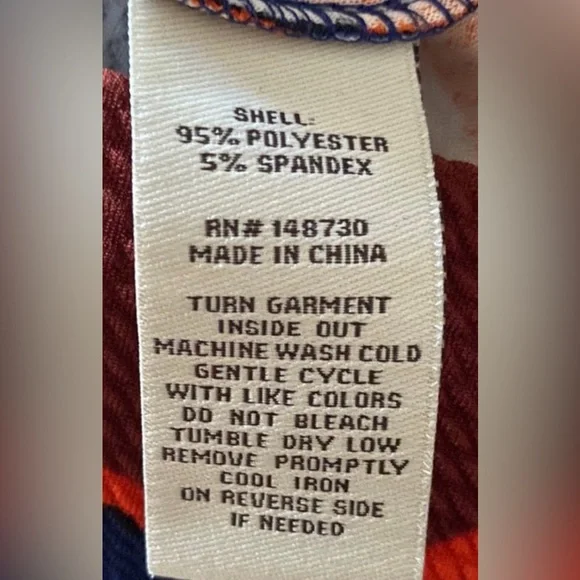 SHELL:
95% POLYESTER
5% SPANDEX
RN# 148730
MADE IN CHINA
TURN GARMENT
INSIDE OUT
MACHINE WASH COLD
GENTLE CYCLE
WITH LIKE COLORS
DO NOT BLEACH
TUMBLE DRY LOW
REMOVE PROMPTLY
COOL IRON
ON REVERSE SIDE
IF NEEDED